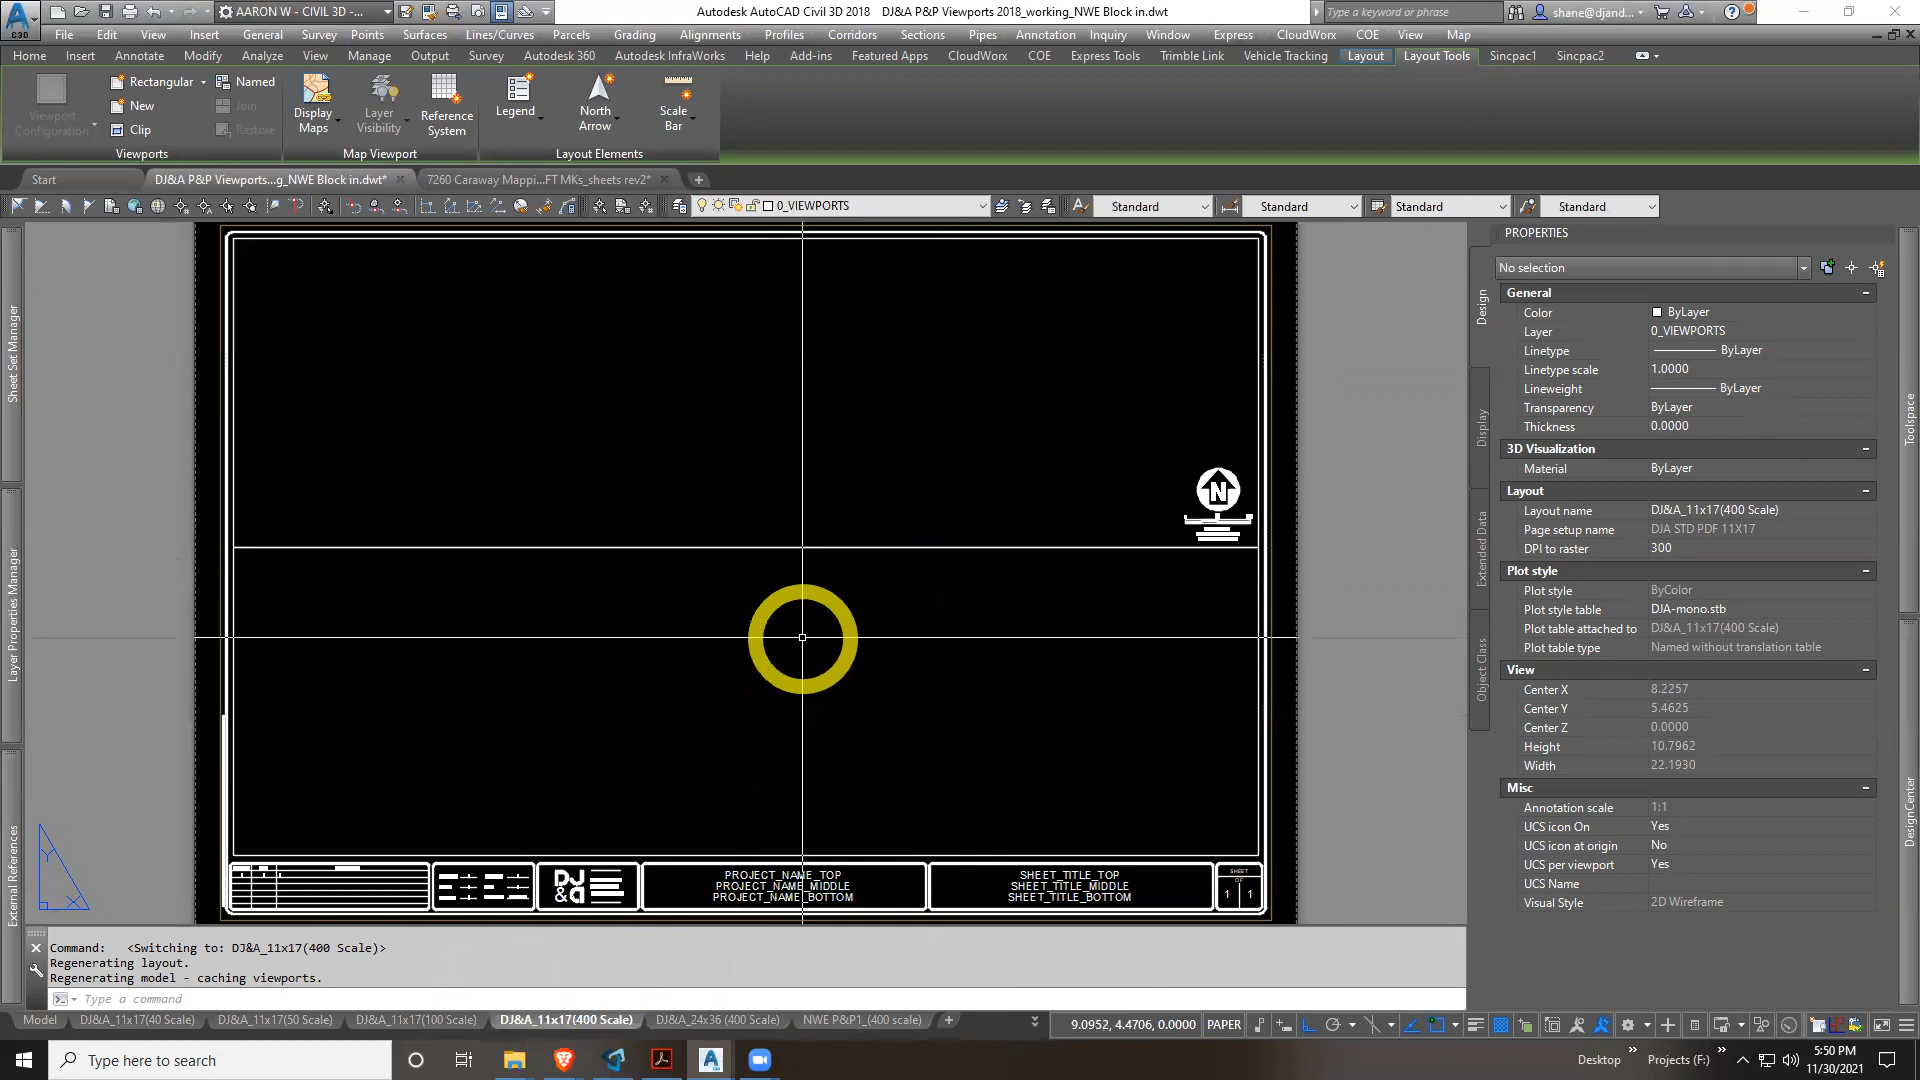 AARON W - CIVIL 3D -...
Autodesk AutoCAD Civil 3D 2018 DJ&A P&P Viewports 2018_working_NWE Block in.dwt
Type a keyword or phrase
shane@djand...
C3D
File Edit View Insert General Survey Points Surfaces Lines/Curves Parcels Grading Alignments Profiles Corridors Sections Pipes Annotation Inquiry Window Express CloudWorx COE View Map
Home Insert Annotate Modify Analyze View Manage Output Survey Autodesk 360 Autodesk InfraWorks Help Add-ins Featured Apps CloudWorx COE Express Tools Trimble Link Vehicle Tracking Layout Layout Tools Sincpac1 Sincpac2
Viewport Configuration
Rectangular
New
Clip
Named
Join
Restore
Display Maps
Layer Visibility
Reference System
Legend
North Arrow
Scale Bar
Viewports
Map Viewport
Layout Elements
Start
DJ&A P&P Viewports...g_NWE Block in.dwt*
7260 Caraway Mappi...FT MKs_sheets rev2*
0_VIEWPORTS
Standard
Standard
Standard
Standard
Sheet Set Manager
Layer Properties Manager
External References
N
DJ
&a
PROJECT_NAME_TOP
PROJECT_NAME_MIDDLE
PROJECT_NAME_BOTTOM
SHEET_TITLE_TOP
SHEET_TITLE_MIDDLE
SHEET_TITLE_BOTTOM
SHEET
OF
1 1
Y
X
PROPERTIES
No selection
General
Color ByLayer
Layer 0_VIEWPORTS
Linetype ByLayer
Linetype scale 1.0000
Lineweight ByLayer
Transparency ByLayer
Thickness 0.0000
3D Visualization
Material ByLayer
Layout
Layout name DJ&A_11x17(400 Scale)
Page setup name DJA STD PDF 11X17
DPI to raster 300
Plot style
Plot style ByColor
Plot style table DJA-mono.stb
Plot table attached to DJ&A_11x17(400 Scale)
Plot table type Named without translation table
View
Center X 8.2257
Center Y 5.4625
Center Z 0.0000
Height 10.7962
Width 22.1930
Misc
Annotation scale 1:1
UCS icon On Yes
UCS icon at origin No
UCS per viewport Yes
UCS Name
Visual Style 2D Wireframe
Design
Display
Extended Data
Object Class
Toolspace
DesignCenter
Command: <Switching to: DJ&A_11x17(400 Scale)>
Regenerating layout.
Regenerating model - caching viewports.
Type a command
Model DJ&A_11x17(40 Scale) DJ&A_11x17(50 Scale) DJ&A_11x17(100 Scale) DJ&A_11x17(400 Scale) DJ&A_24x36 (400 Scale) NWE P&P1_(400 scale)
9.0952, 4.4706, 0.0000 PAPER
Type here to search
Desktop
Projects (F:)
5:50 PM
11/30/2021